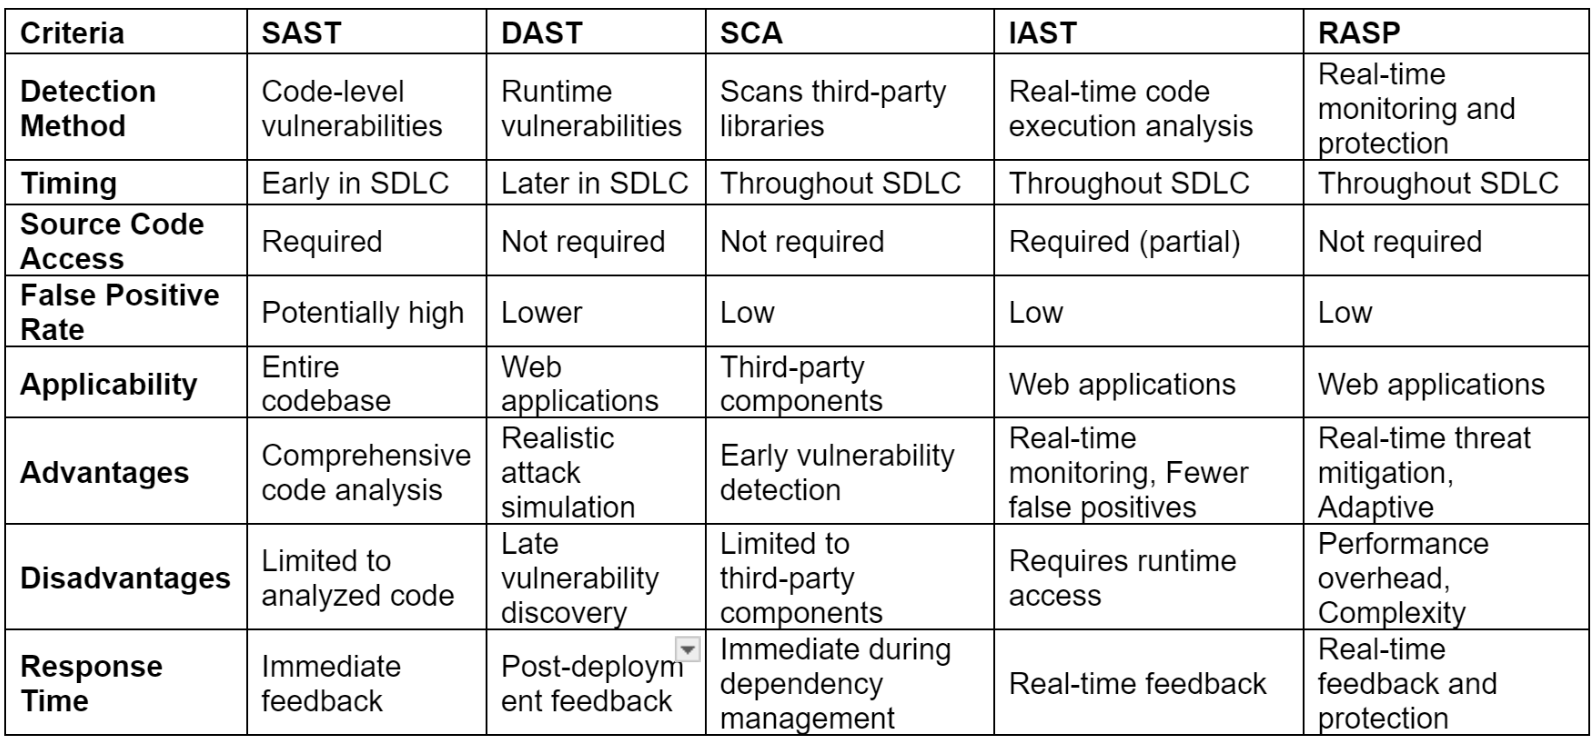 Criteria SAST DAST SCA IAST RASP
Detection Method
Code-level vulnerabilities
Runtime vulnerabilities
Scans third-party libraries
Real-time code execution analysis
Real-time monitoring and protection
Timing
Early in SDLC
Later in SDLC
Throughout SDLC
Throughout SDLC
Throughout SDLC
Source Code Access
Required
Not required
Not required
Required (partial)
Not required
False Positive Rate
Potentially high
Lower
Low
Low
Low
Applicability
Entire codebase
Web applications
Third-party components
Web applications
Web applications
Advantages
Comprehensive code analysis
Realistic attack simulation
Early vulnerability detection
Real-time monitoring, Fewer false positives
Real-time threat mitigation, Adaptive
Disadvantages
Limited to analyzed code
Late vulnerability discovery
Limited to third-party components
Requires runtime access
Performance overhead, Complexity
Response Time
Immediate feedback
Post-deployment feedback
Immediate during dependency management
Real-time feedback
Real-time feedback and protection